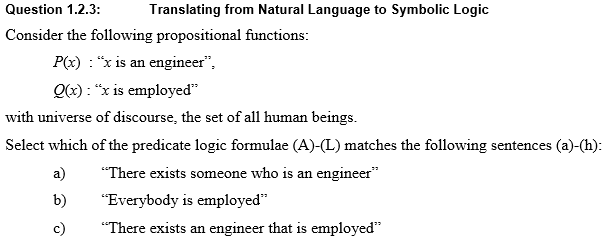 Question 1.2.3: Translating from Natural Language to Symbolic Logic
Consider the following propositional functions:
P(x) : “x is an engineer”,
Q(x) : “x is employed”
with universe of discourse, the set of all human beings.
Select which of the predicate logic formulae (A)-(L) matches the following sentences (a)-(h):
a) “There exists someone who is an engineer”
b) “Everybody is employed”
c) “There exists an engineer that is employed”